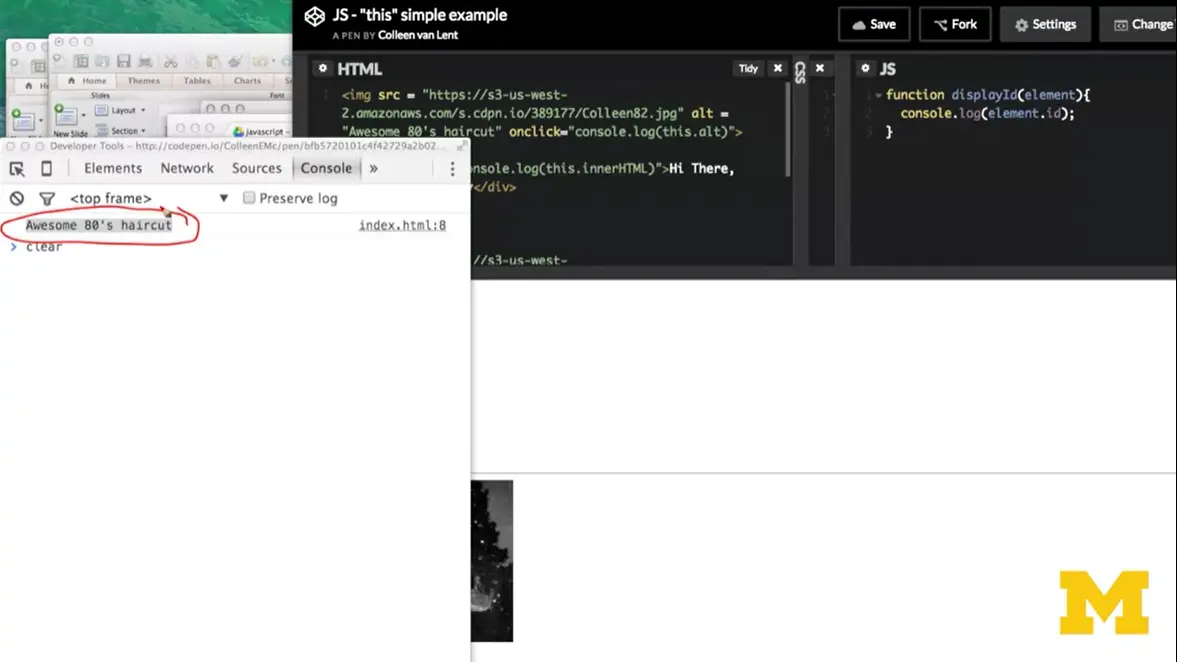 JS - "this" simple example
A PEN BY Colleen van Lent
Save
Fork
Settings
Change
Home
Themes
Tables
Charts
Slides
Font
Layout
New Slide
Section
javascript –
Developer Tools - http://codepen.io/ColleenEMc/pen/bfb5720101c4f42729a2b02...
Elements
Network
Sources
Console
»
<top frame>
Preserve log
Awesome 80's haircut
index.html:8
> clear
HTML
Tidy
1
<img src = "https://s3-us-west-
2.amazonaws.com/s.cdpn.io/389177/Colleen82.jpg" alt =
"Awesome 80's haircut" onclick="console.log(this.alt)">
nsole.log(this.innerHTML)">Hi There,
</div>
//s3-us-west-
CSS
JS
1 function displayId(element){
2 console.log(element.id);
3 }
M